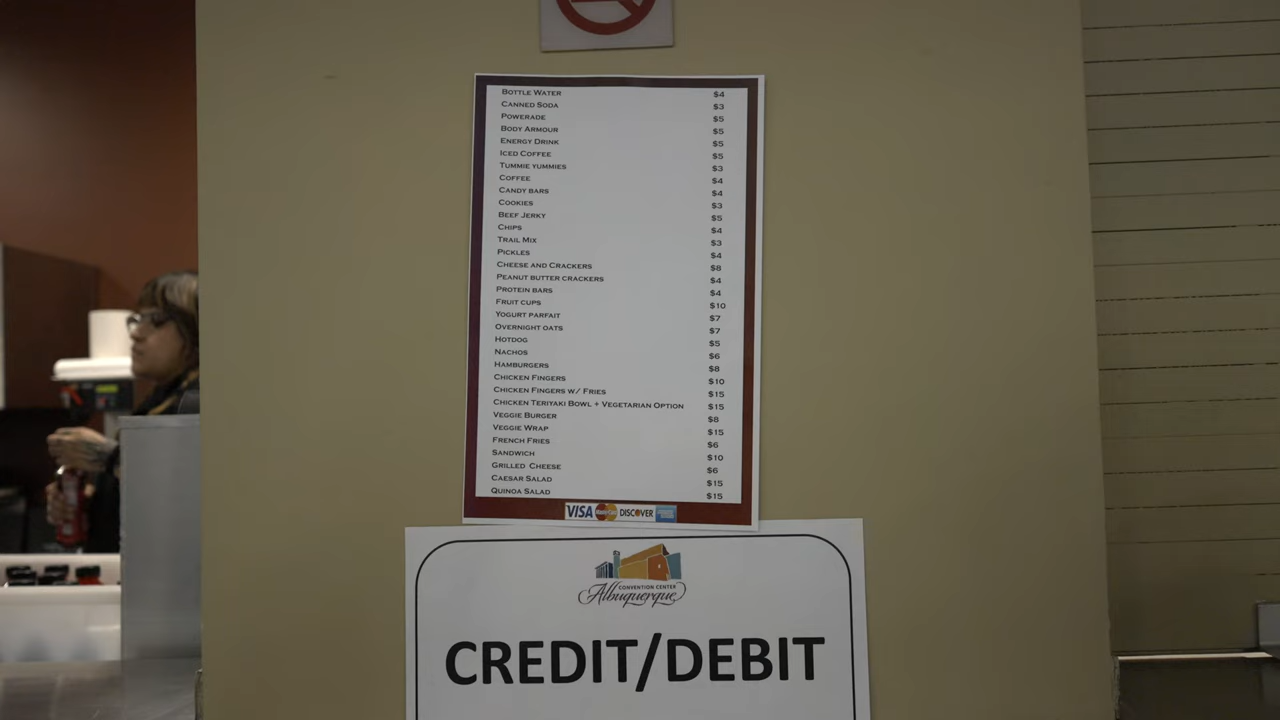 BOTTLE WATER $4
CANNED SODA $3
POWERADE $5
BODY ARMOUR $5
ENERGY DRINK $5
ICED COFFEE $5
TUMMIE YUMMIES $3
COFFEE $4
CANDY BARS $4
COOKIES $3
BEEF JERKY $5
CHIPS $4
TRAIL MIX $3
PICKLES $4
CHEESE AND CRACKERS $8
PEANUT BUTTER CRACKERS $4
PROTEIN BARS $4
FRUIT CUPS $10
YOGURT PARFAIT $7
OVERNIGHT OATS $7
HOTDOG $5
NACHOS $6
HAMBURGERS $8
CHICKEN FINGERS $10
CHICKEN FINGERS W/ FRIES $15
CHICKEN TERIYAKI BOWL + VEGETARIAN OPTION $15
VEGGIE BURGER $8
VEGGIE WRAP $15
FRENCH FRIES $6
SANDWICH $10
GRILLED CHEESE $6
CAESAR SALAD $15
QUINOA SALAD $15
VISA MasterCard DISCOVER
CONVENTION CENTER
Albuquerque
CREDIT/DEBIT